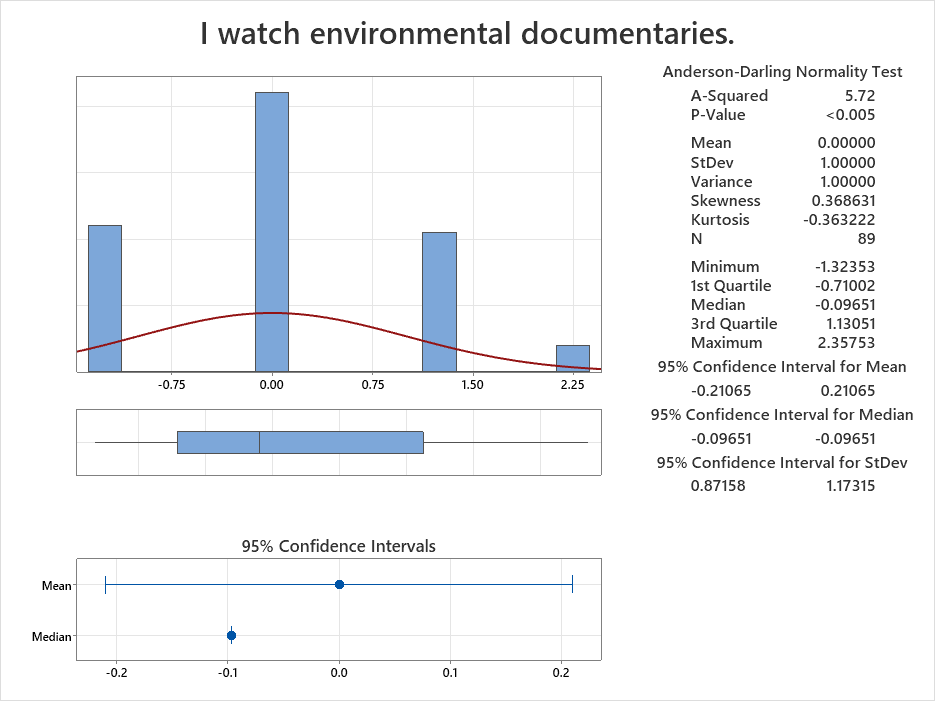 I watch environmental documentaries.
-0.75 0.00 0.75 1.50 2.25
95% Confidence Intervals
Mean
Median
-0.2 -0.1 0.0 0.1 0.2
Anderson-Darling Normality Test
A-Squared 5.72
P-Value <0.005
Mean 0.00000
StDev 1.00000
Variance 1.00000
Skewness 0.368631
Kurtosis -0.363222
N 89
Minimum -1.32353
1st Quartile -0.71002
Median -0.09651
3rd Quartile 1.13051
Maximum 2.35753
95% Confidence Interval for Mean
-0.21065 0.21065
95% Confidence Interval for Median
-0.09651 -0.09651
95% Confidence Interval for StDev
0.87158 1.17315